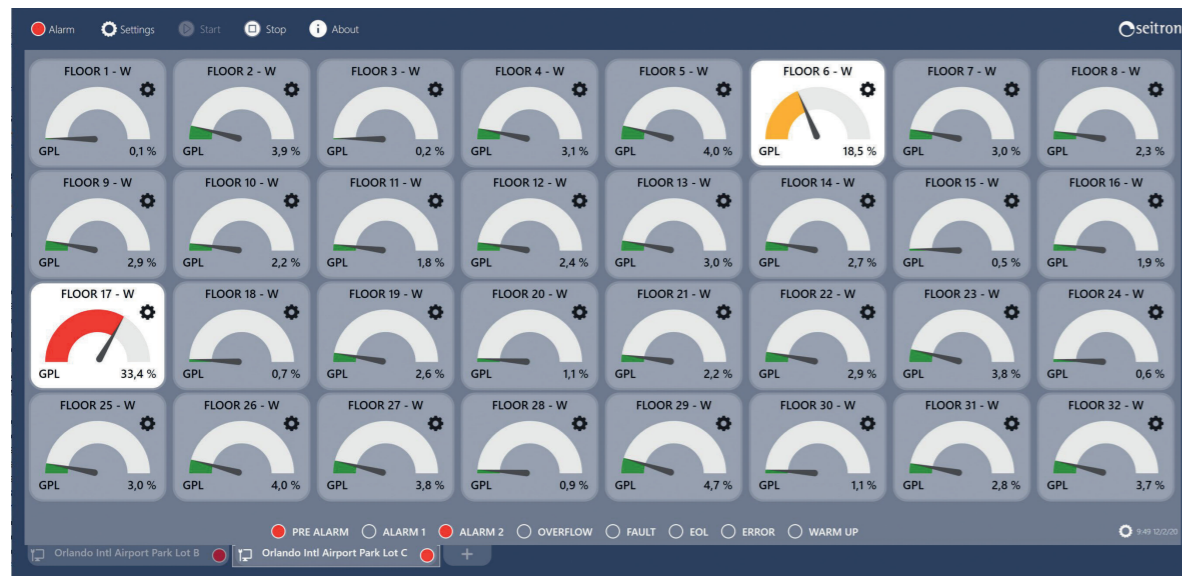 Alarm Settings Start Stop i About seitron
FLOOR 1 - W FLOOR 2 - W FLOOR 3 - W FLOOR 4 - W FLOOR 5 - W FLOOR 6 - W FLOOR 7 - W FLOOR 8 - W
GPL 0,1 % GPL 3,9 % GPL 0,2 % GPL 3,1 % GPL 4,0 % GPL 18,5 % GPL 3,0 % GPL 2,3 %
FLOOR 9 - W FLOOR 10 - W FLOOR 11 - W FLOOR 12 - W FLOOR 13 - W FLOOR 14 - W FLOOR 15 - W FLOOR 16 - W
GPL 2,9 % GPL 2,2 % GPL 1,8 % GPL 2,4 % GPL 3,0 % GPL 2,7 % GPL 0,5 % GPL 1,9 %
FLOOR 17 - W FLOOR 18 - W FLOOR 19 - W FLOOR 20 - W FLOOR 21 - W FLOOR 22 - W FLOOR 23 - W FLOOR 24 - W
GPL 33,4 % GPL 0,7 % GPL 2,6 % GPL 1,1 % GPL 2,2 % GPL 2,9 % GPL 3,8 % GPL 0,6 %
FLOOR 25 - W FLOOR 26 - W FLOOR 27 - W FLOOR 28 - W FLOOR 29 - W FLOOR 30 - W FLOOR 31 - W FLOOR 32 - W
GPL 3,0 % GPL 4,0 % GPL 3,8 % GPL 0,9 % GPL 4,7 % GPL 1,1 % GPL 2,8 % GPL 3,7 %
PRE ALARM ALARM 1 ALARM 2 OVERFLOW FAULT EOL ERROR WARM UP 9:49 12/2/20
Orlando Intl Airport Park Lot B Orlando Intl Airport Park Lot C +